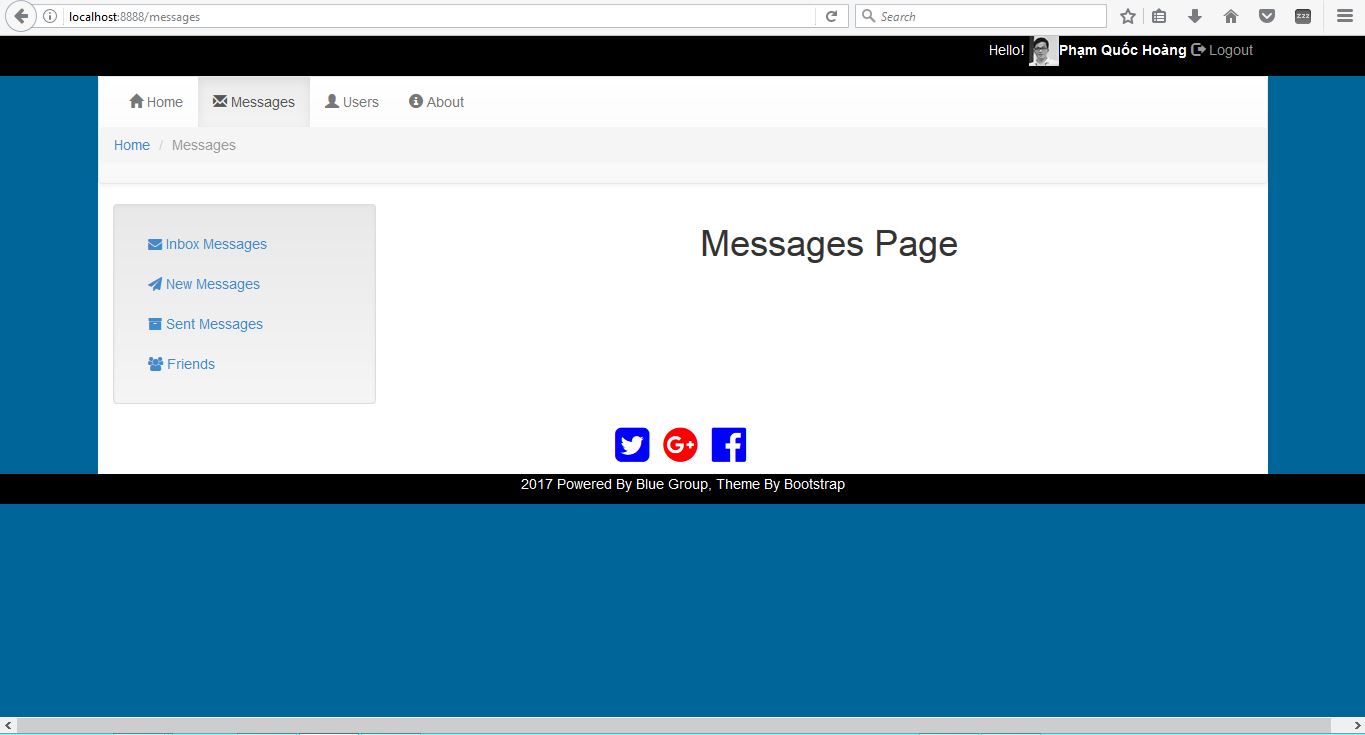 localhost:8888/messages
Search
zzz
Hello! Phạm Quốc Hoàng Logout
Home Messages Users About
Home / Messages
Inbox Messages
New Messages
Sent Messages
Friends
Messages Page
G+ f
2017 Powered By Blue Group, Theme By Bootstrap